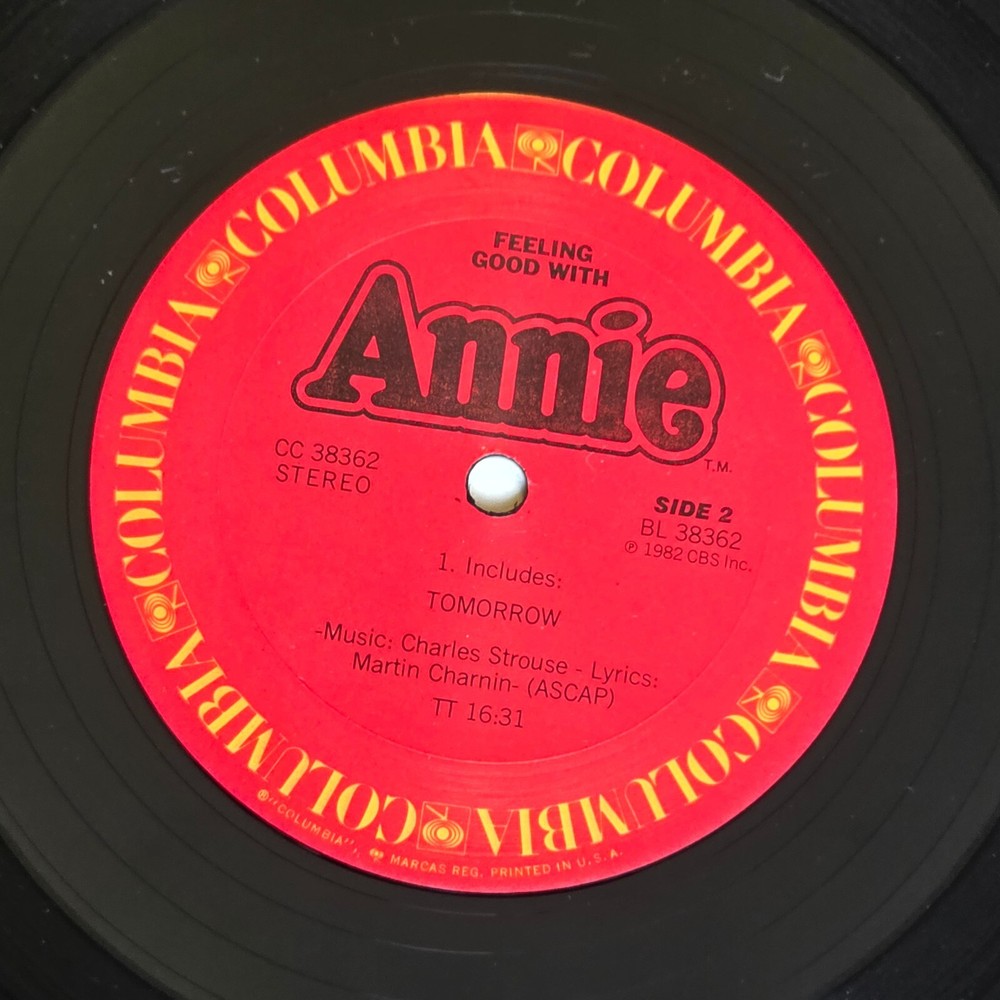 COLUMBIA COLUMBIA COLUMBIA COLUMBIA COLUMBIA COLUMBIA COLUMBIA
FEELING
GOOD WITH
Annie
T.M.
CC 38362
STEREO
SIDE 2
BL 38362
℗ 1982 CBS Inc.
1. Includes:
TOMORROW
-Music: Charles Strouse - Lyrics:
Martin Charnin- (ASCAP)
TT 16:31
®"COLUMBIA", MARCAS REG. PRINTED IN U.S.A.